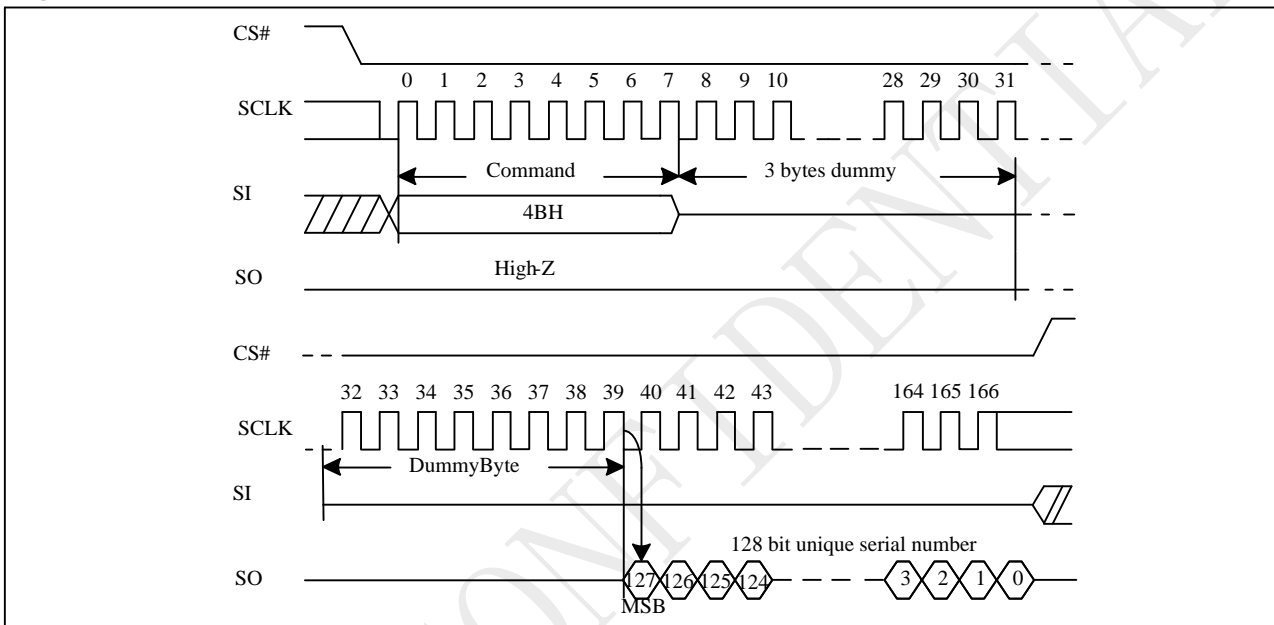 CS#
0 1 2 3 4 5 6 7 8 9 10 28 29 30 31
SCLK
Command 3 bytes dummy
SI
4BH
High-Z
SO
CS#
32 33 34 35 36 37 38 39 40 41 42 43 164 165 166
SCLK
DummyByte
SI
128 bit unique serial number
SO 127 126 125 124 3 2 1 0
MSB